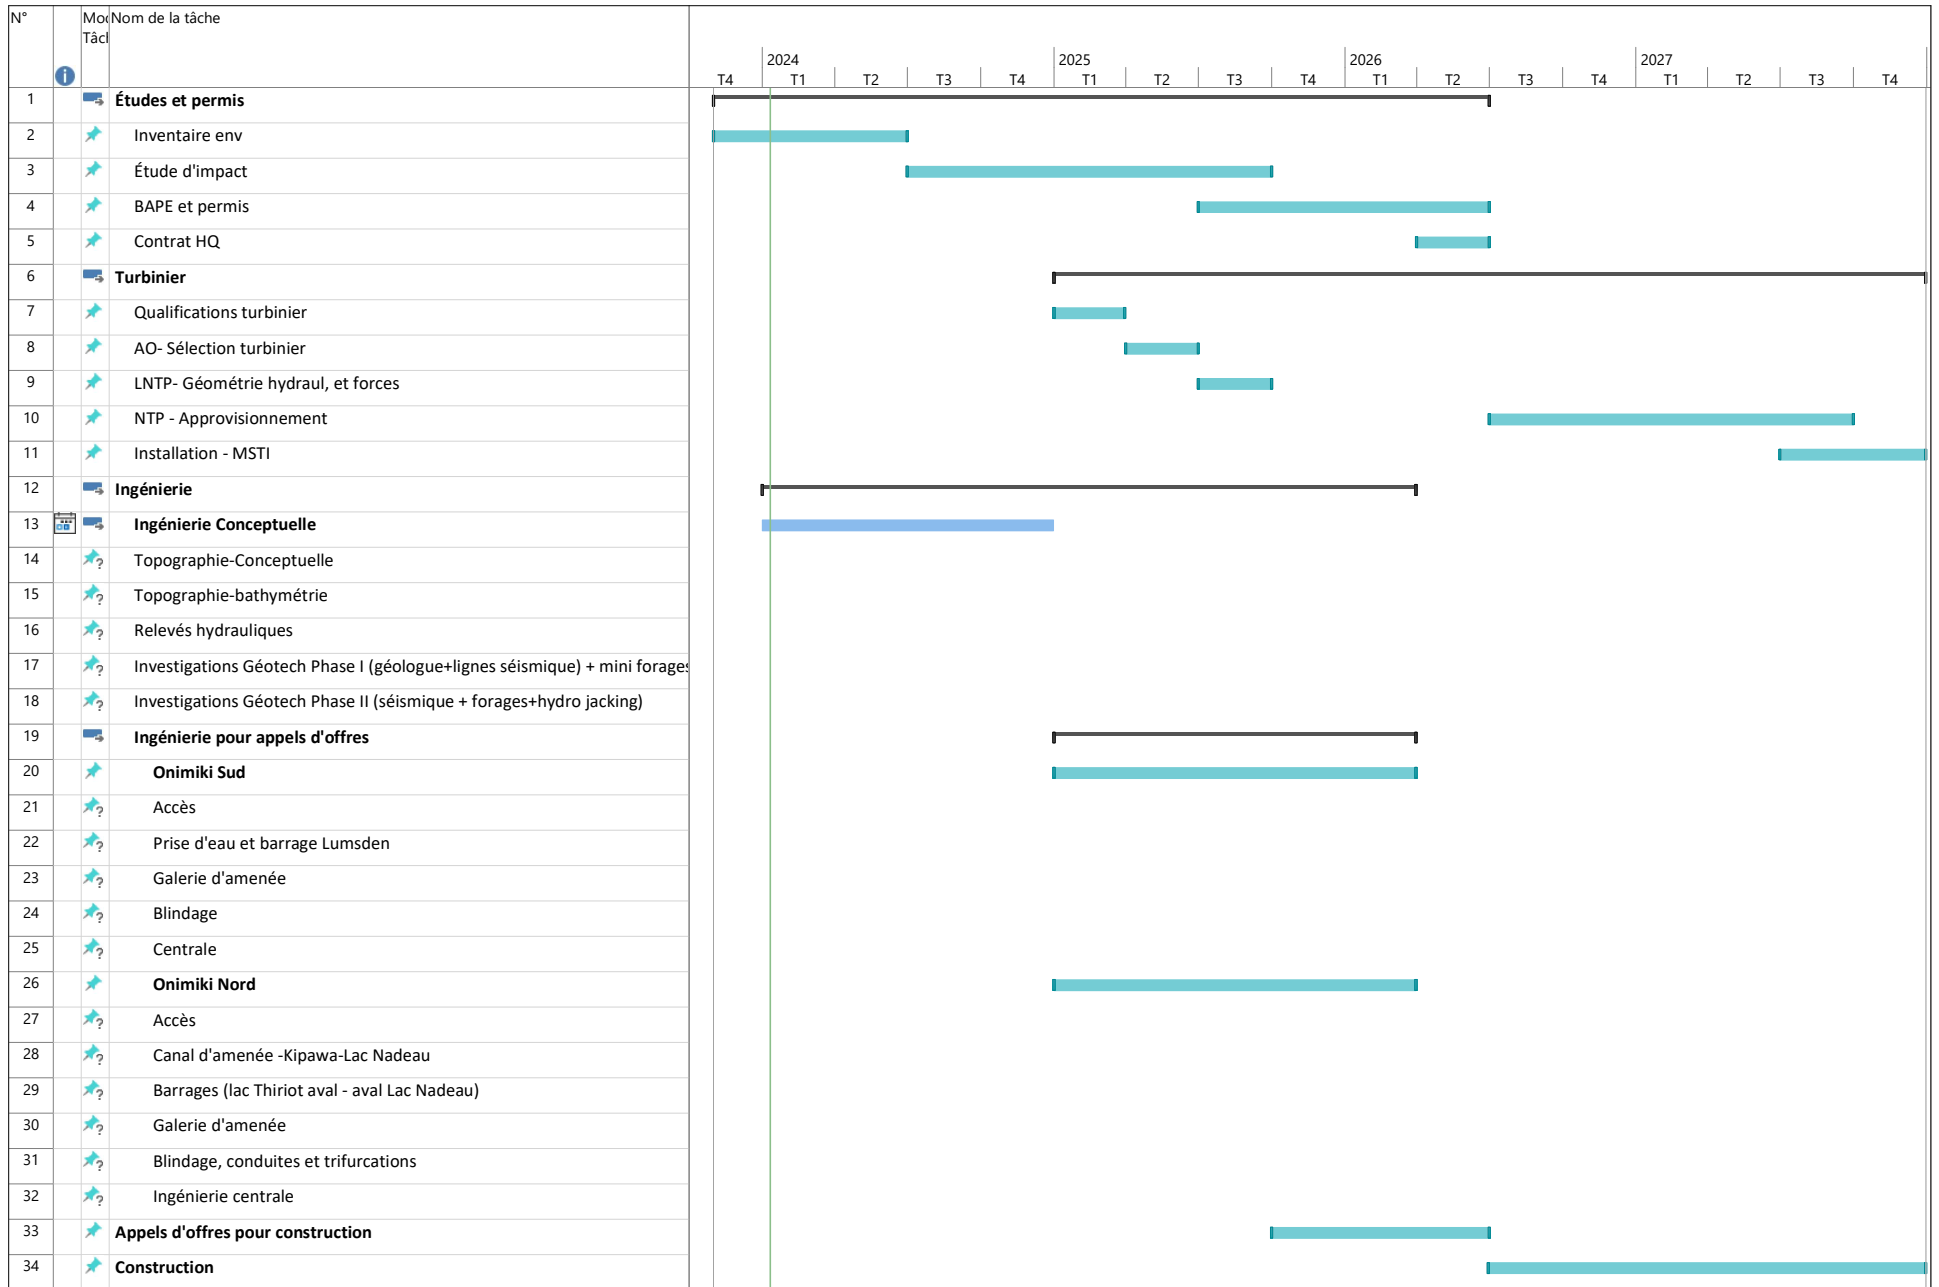 N° Mod Nom de la tâche
Tâcl
2024 2025 2026 2027
T4 T1 T2 T3 T4 T1 T2 T3 T4 T1 T2 T3 T4 T1 T2 T3 T4
1 Études et permis
2 Inventaire env
3 Étude d'impact
4 BAPE et permis
5 Contrat HQ
6 Turbinier
7 Qualifications turbinier
8 AO- Sélection turbinier
9 LNTP- Géométrie hydraul, et forces
10 NTP - Approvisionnement
11 Installation - MSTI
12 Ingénierie
13 Ingénierie Conceptuelle
14 Topographie-Conceptuelle
15 Topographie-bathymétrie
16 Relevés hydrauliques
17 Investigations Géotech Phase I (géologue+lignes séismique) + mini forages
18 Investigations Géotech Phase II (séismique + forages+hydro jacking)
19 Ingénierie pour appels d'offres
20 Onimiki Sud
21 Accès
22 Prise d'eau et barrage Lumsden
23 Galerie d'amenée
24 Blindage
25 Centrale
26 Onimiki Nord
27 Accès
28 Canal d'amenée -Kipawa-Lac Nadeau
29 Barrages (lac Thiriot aval - aval Lac Nadeau)
30 Galerie d'amenée
31 Blindage, conduites et trifurcations
32 Ingénierie centrale
33 Appels d'offres pour construction
34 Construction